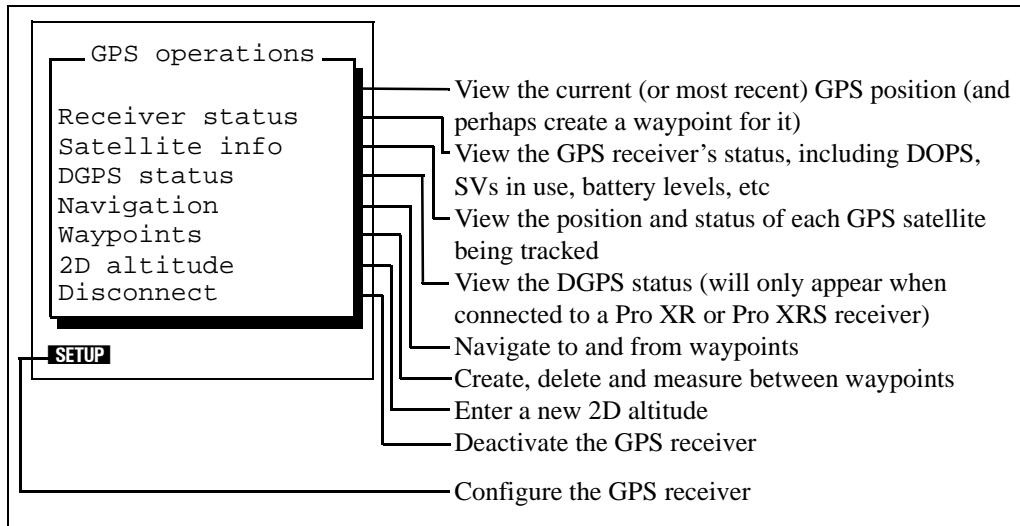 GPS operations
Receiver status
Satellite info
DGPS status
Navigation
Waypoints
2D altitude
Disconnect
SETUP
View the current (or most recent) GPS position (and
perhaps create a waypoint for it)
View the GPS receiver’s status, including DOPS,
SVs in use, battery levels, etc
View the position and status of each GPS satellite
being tracked
View the DGPS status (will only appear when
connected to a Pro XR or Pro XRS receiver)
Navigate to and from waypoints
Create, delete and measure between waypoints
Enter a new 2D altitude
Deactivate the GPS receiver
Configure the GPS receiver